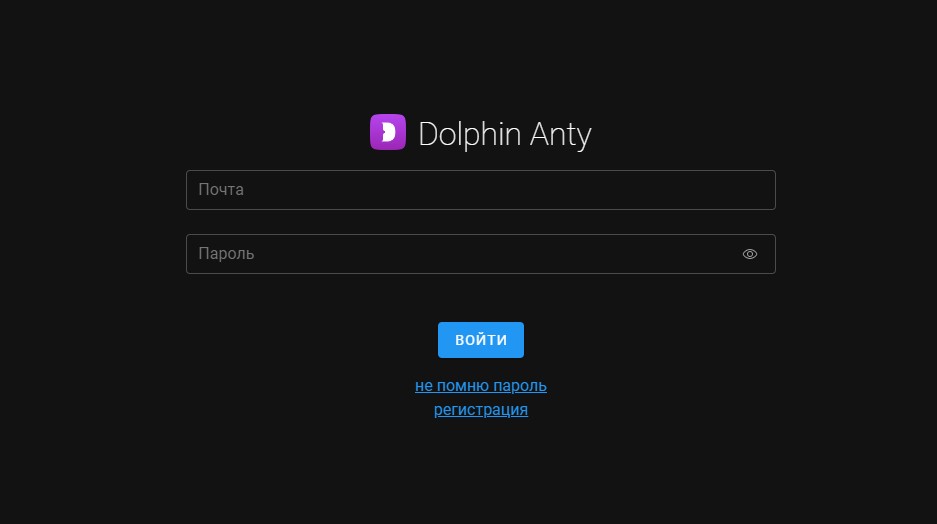 Dolphin Anty
Почта
Пароль
ВОЙТИ
не помню пароль
регистрация